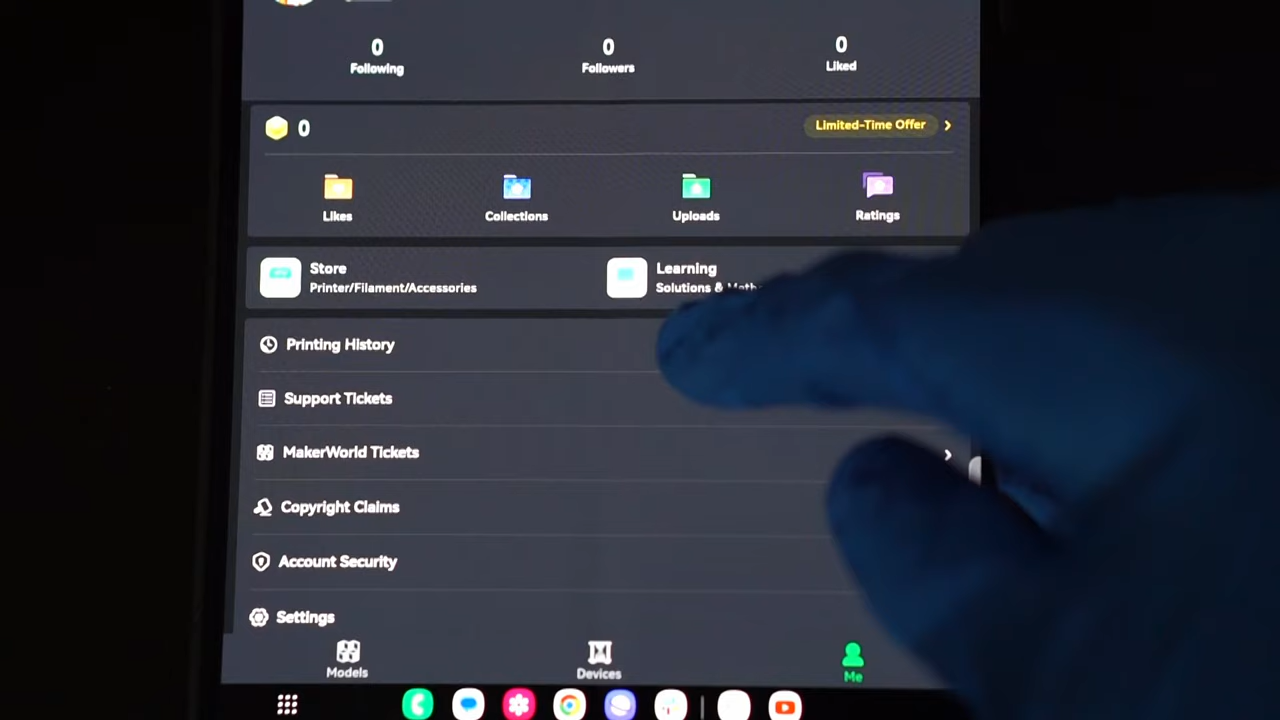 0
0
0
Following
Followers
Liked
0
Limited-Time Offer
Likes
Collections
Uploads
Ratings
Store
Learning
Printer/Filament/Accessories
Solutions &
Printing History
Support Tickets
MakerWorld Tickets
Copyright Claims
Account Security
Settings
Models
Devices
Me